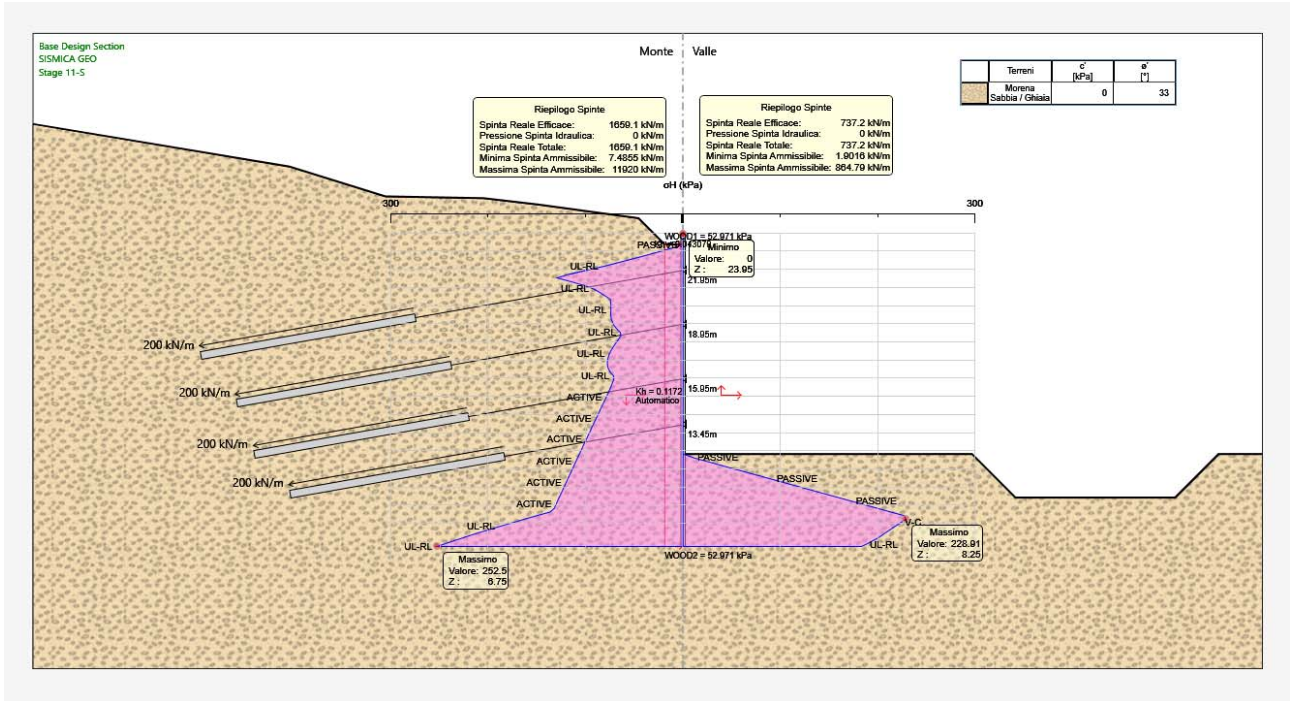 Base Design Section
SISMICA GEO
Stage 11-S
Monte
Valle
Terreni
c'
[kPa]
ø'
[°]
Morena
Sabbia / Ghiaia
0
33
Riepilogo Spinte
Spinta Reale Efficace: 1659.1 kN/m
Pressione Spinta Idraulica: 0 kN/m
Spinta Reale Totale: 1659.1 kN/m
Minima Spinta Ammissibile: 7.4855 kN/m
Massima Spinta Ammissibile: 11920 kN/m
Riepilogo Spinte
Spinta Reale Efficace: 737.2 kN/m
Pressione Spinta Idraulica: 0 kN/m
Spinta Reale Totale: 737.2 kN/m
Minima Spinta Ammissibile: 1.9016 kN/m
Massima Spinta Ammissibile: 864.79 kN/m
σH (kPa)
300
300
WOOD1 = 52.971 kPa
Minimo
Valore: 0
Z : 23.95
UL-RL
21.95m
UL-RL
UL-RL
200 kN/m
UL-RL
18.95m
UL-RL
UL-RL
200 kN/m
Kh = 0.1172
Automatico
15.95m
ACTIVE
ACTIVE
200 kN/m
ACTIVE
13.45m
ACTIVE
PASSIVE
200 kN/m
ACTIVE
PASSIVE
ACTIVE
PASSIVE
UL-RL
V-C
UL-RL
UL-RL
Massimo
Valore: 228.91
Z : 8.25
WOOD2 = 52.971 kPa
Massimo
Valore: 252.5
Z : 6.75